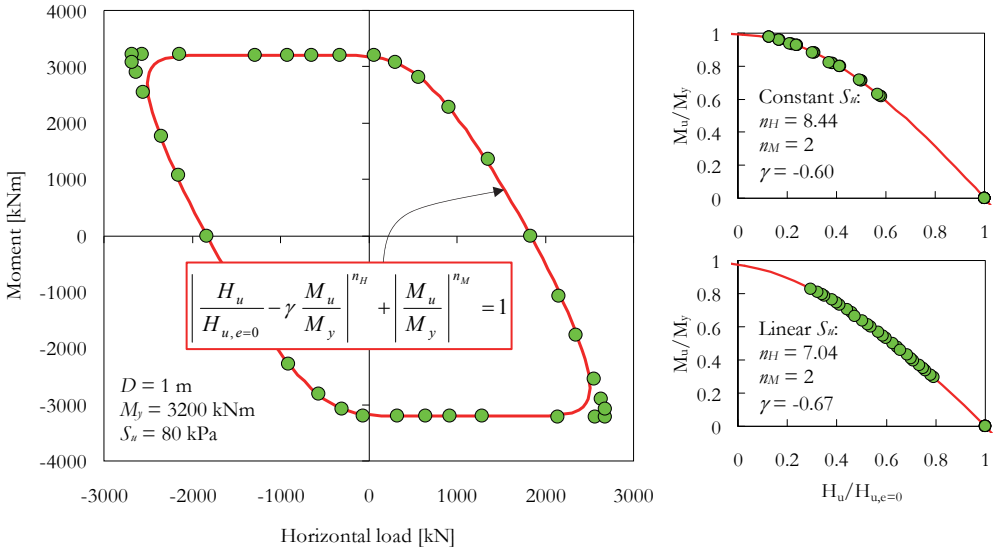 4000
3000
2000
1000
0
-1000
-2000
-3000
-4000
Moment [kNm]
-3000
-2000
-1000
0
1000
2000
3000
Horizontal load [kN]
| H_u / H_{u,e=0} − γ M_u / M_y |^{n_H} + | M_u / M_y |^{n_M} = 1
D = 1 m
M_y = 3200 kNm
S_u = 80 kPa
1
0.8
0.6
0.4
0.2
0
M_u/M_y
Constant S_u:
n_H = 8.44
n_M = 2
γ = -0.60
0
0.2
0.4
0.6
0.8
1
1
0.8
0.6
0.4
0.2
0
M_u/M_y
Linear S_u:
n_H = 7.04
n_M = 2
γ = -0.67
0
0.2
0.4
0.6
0.8
1
H_u/H_{u,e=0}